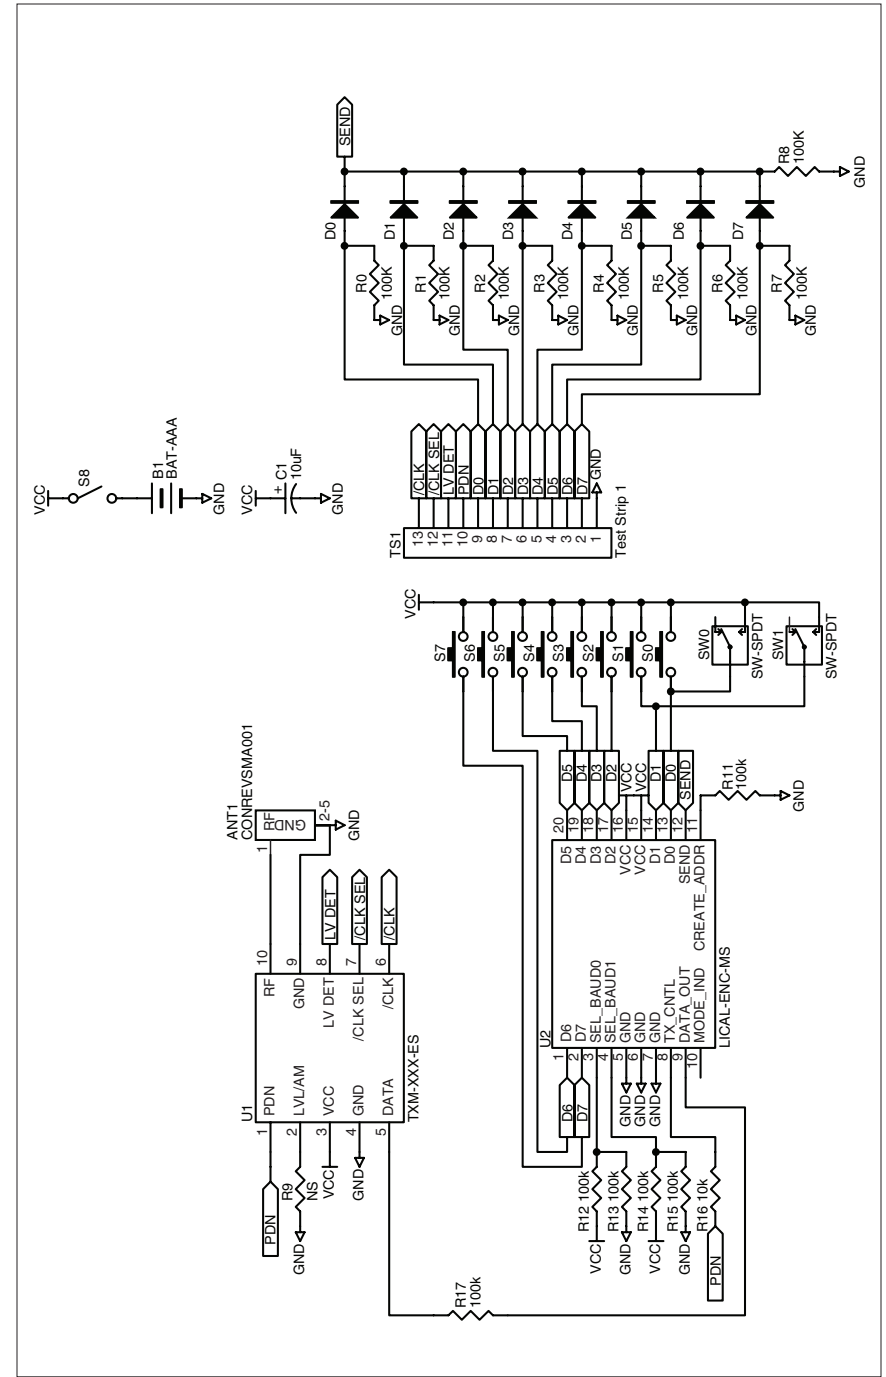 VCC
S8
B1
BAT-AAA
GND
VCC
+
C1
10uF
GND
SEND
D0
D1
D2
D3
D4
D5
D6
D7
R8
100K
GND
R0
100K
GND
R1
100K
GND
R2
100K
GND
R3
100K
GND
R4
100K
GND
R5
100K
GND
R6
100K
GND
R7
100K
GND
/CLK
/CLK SEL
LV DET
PDN
D0
D1
D2
D3
D4
D5
D6
D7
GND
TS1
13
12
11
10
9
8
7
6
5
4
3
2
1
Test Strip 1
ANT1
CONREVSMA001
RF
GND
1
2-5
GND
U1
TXM-XXX-ES
1
PDN
2
LVL/AM
3
VCC
4
GND
5
DATA
10
RF
9
GND
8
LV DET
7
/CLK SEL
6
/CLK
LV DET
/CLK SEL
/CLK
PDN
R9
NS
GND
VCC
GND
R17
100k
VCC
S7
S6
S5
S4
S3
S2
S1
S0
SW0
SW-SPDT
SW1
SW-SPDT
D5
D4
D3
D2
VCC
VCC
D1
D0
SEND
R11
100k
GND
U2
LICAL-ENC-MS
20
19
18
17
16
15
14
13
12
11
D5
D4
D3
D2
VCC
VCC
D1
D0
SEND
CREATE_ADDR
D6
D7
SEL_BAUD0
SEL_BAUD1
GND
GND
GND
TX_CNTL
DATA_OUT
MODE_IND
1
2
3
4
5
6
7
8
9
10
D6
D7
GND
GND
GND
R12 100k
VCC
R13 100k
GND
R14 100k
VCC
R15 100k
GND
R16 10k
PDN